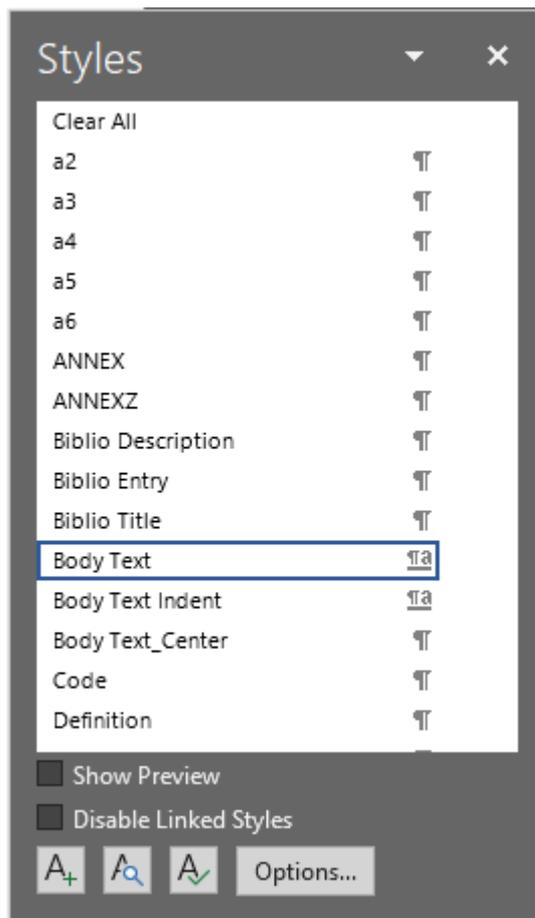 Styles
Clear All
a2 ¶
a3 ¶
a4 ¶
a5 ¶
a6 ¶
ANNEX ¶
ANNEXZ ¶
Biblio Description ¶
Biblio Entry ¶
Biblio Title ¶
Body Text ¶a
Body Text Indent ¶a
Body Text_Center ¶
Code ¶
Definition ¶
Show Preview
Disable Linked Styles
Options...